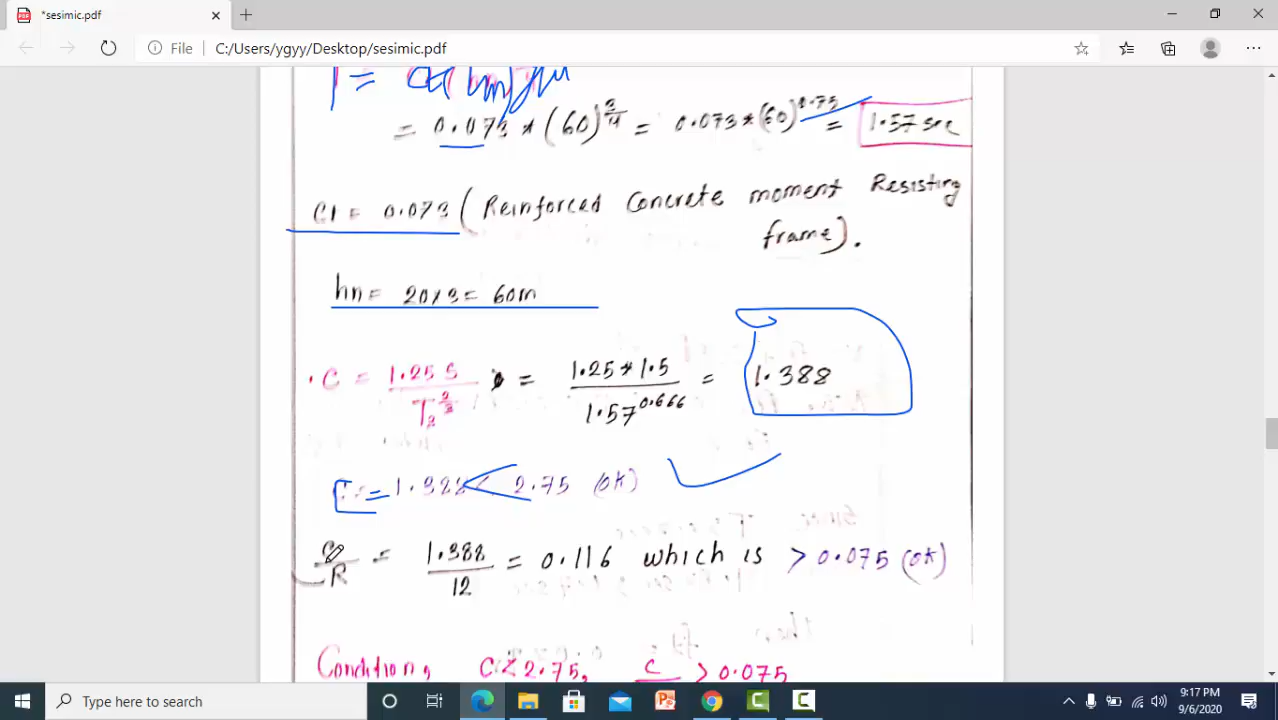 *sesimic.pdf
File C:/Users/ygyy/Desktop/sesimic.pdf
= 0.073 * (60)^3/4 = 0.073*(60)^0.75 = 1.57 sec
Ct = 0.073 (Reinforced Concrete moment Resisting
frame).
hn = 20×3 = 60m
C = 1.25 S / T^2/3 = 1.25*1.5 / 1.57^0.666 = 1.388
= 1.388 < 2.75 (ok)
C/R = 1.388/12 = 0.116 which is > 0.075 (ok)
Condition, C < 2.75, C > 0.075
Type here to search
9:17 PM
9/6/2020